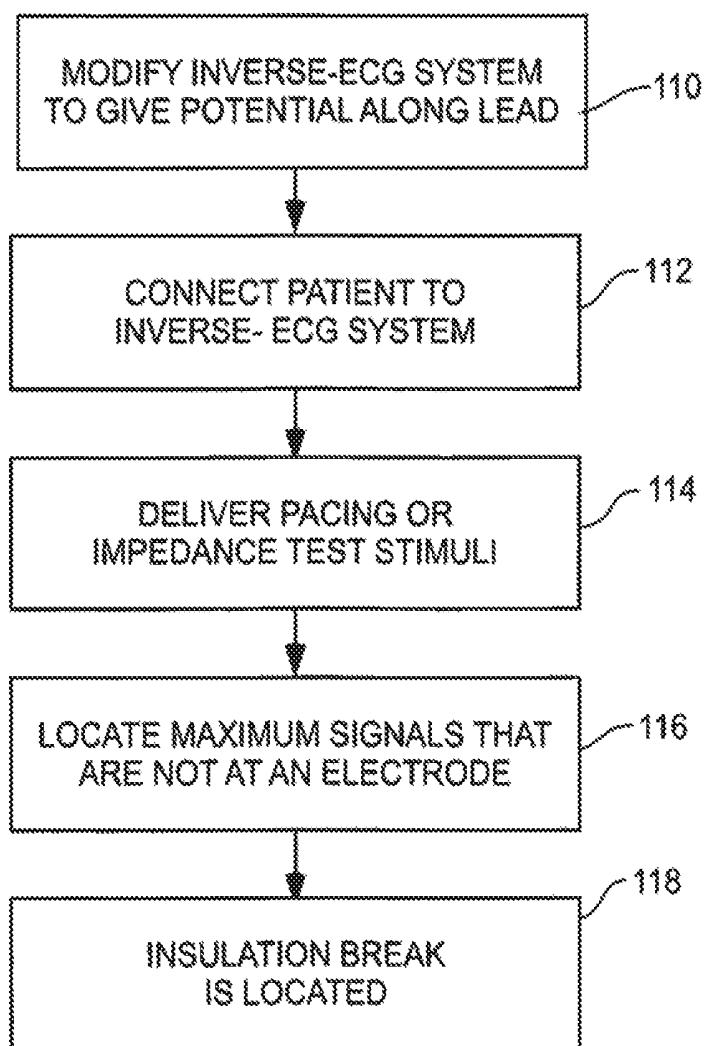 MODIFY INVERSE-ECG SYSTEM
TO GIVE POTENTIAL ALONG LEAD
110
CONNECT PATIENT TO
INVERSE- ECG SYSTEM
112
DELIVER PACING OR
IMPEDANCE TEST STIMULI
114
LOCATE MAXIMUM SIGNALS THAT
ARE NOT AT AN ELECTRODE
116
INSULATION BREAK
IS LOCATED
118